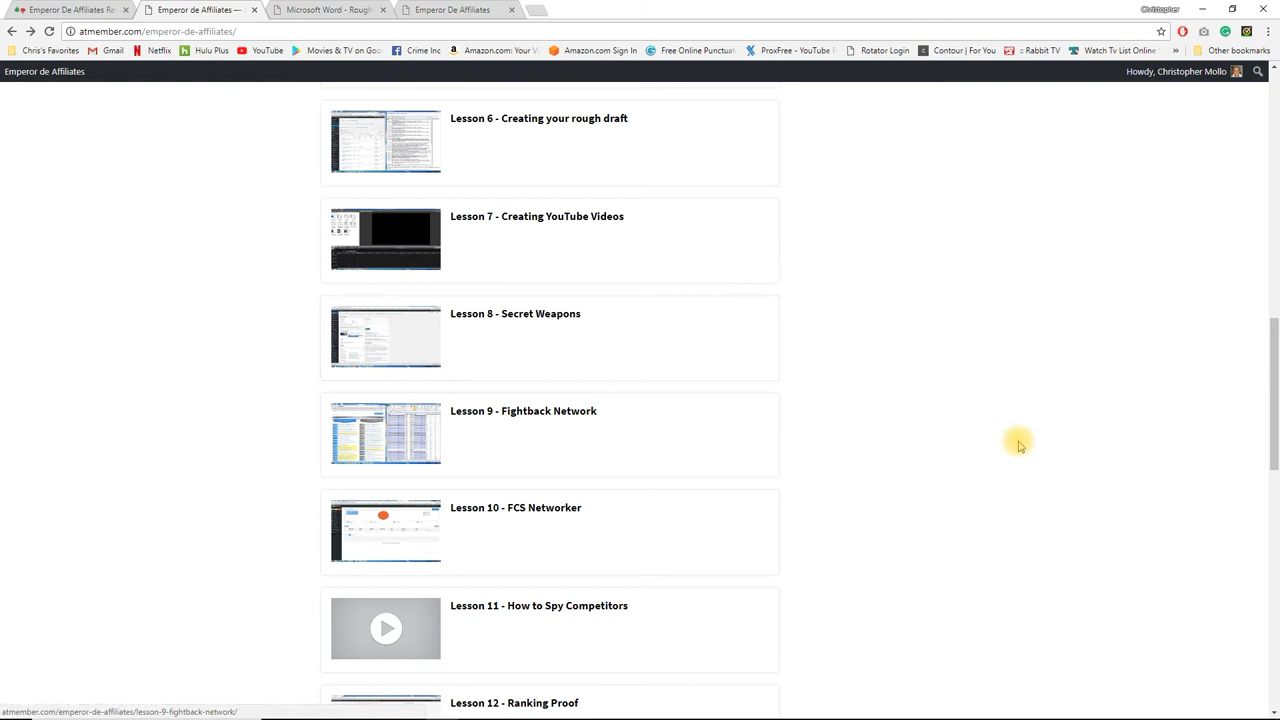 Christopher
Emperor De Affiliates Re
Emperor de Affiliates —
Microsoft Word - Rough
Emperor De Affiliates
atmember.com/emperor-de-affiliates/
Chris's Favorites
Gmail
Netflix
Hulu Plus
YouTube
Movies & TV on Goo
Crime Inc.
Amazon.com: Your V
Amazon.com Sign In
Free Online Punctuat
ProxFree - YouTube P
Rotator Login
Contour | For You
:: Rabbit TV
Watch Tv List Online
»
Other bookmarks
Emperor de Affiliates
Howdy, Christopher Mollo
Lesson 6 - Creating your rough draft
Lesson 7 - Creating YouTube Videos
Lesson 8 - Secret Weapons
Lesson 9 - Fightback Network
Lesson 10 - FCS Networker
Lesson 11 - How to Spy Competitors
Lesson 12 - Ranking Proof
atmember.com/emperor-de-affiliates/lesson-9-fightback-network/